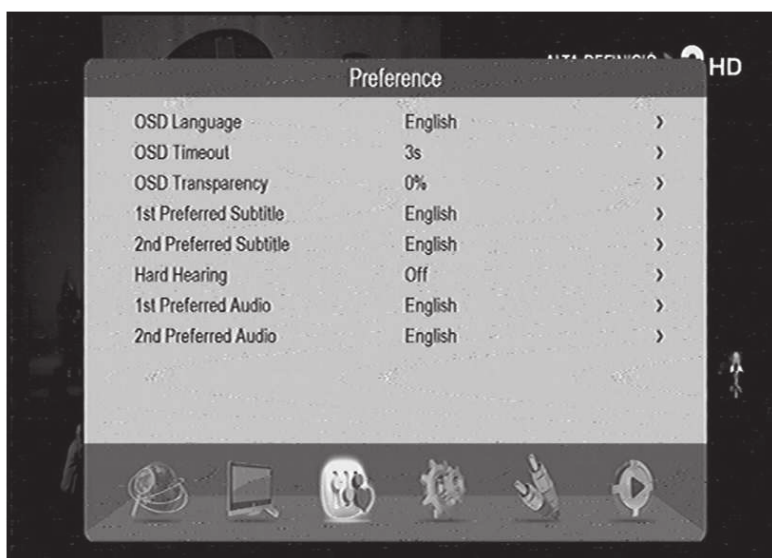 HD
Preference
OSD Language English
OSD Timeout 3s
OSD Transparency 0%
1st Preferred Subtitle English
2nd Preferred Subtitle English
Hard Hearing Off
1st Preferred Audio English
2nd Preferred Audio English